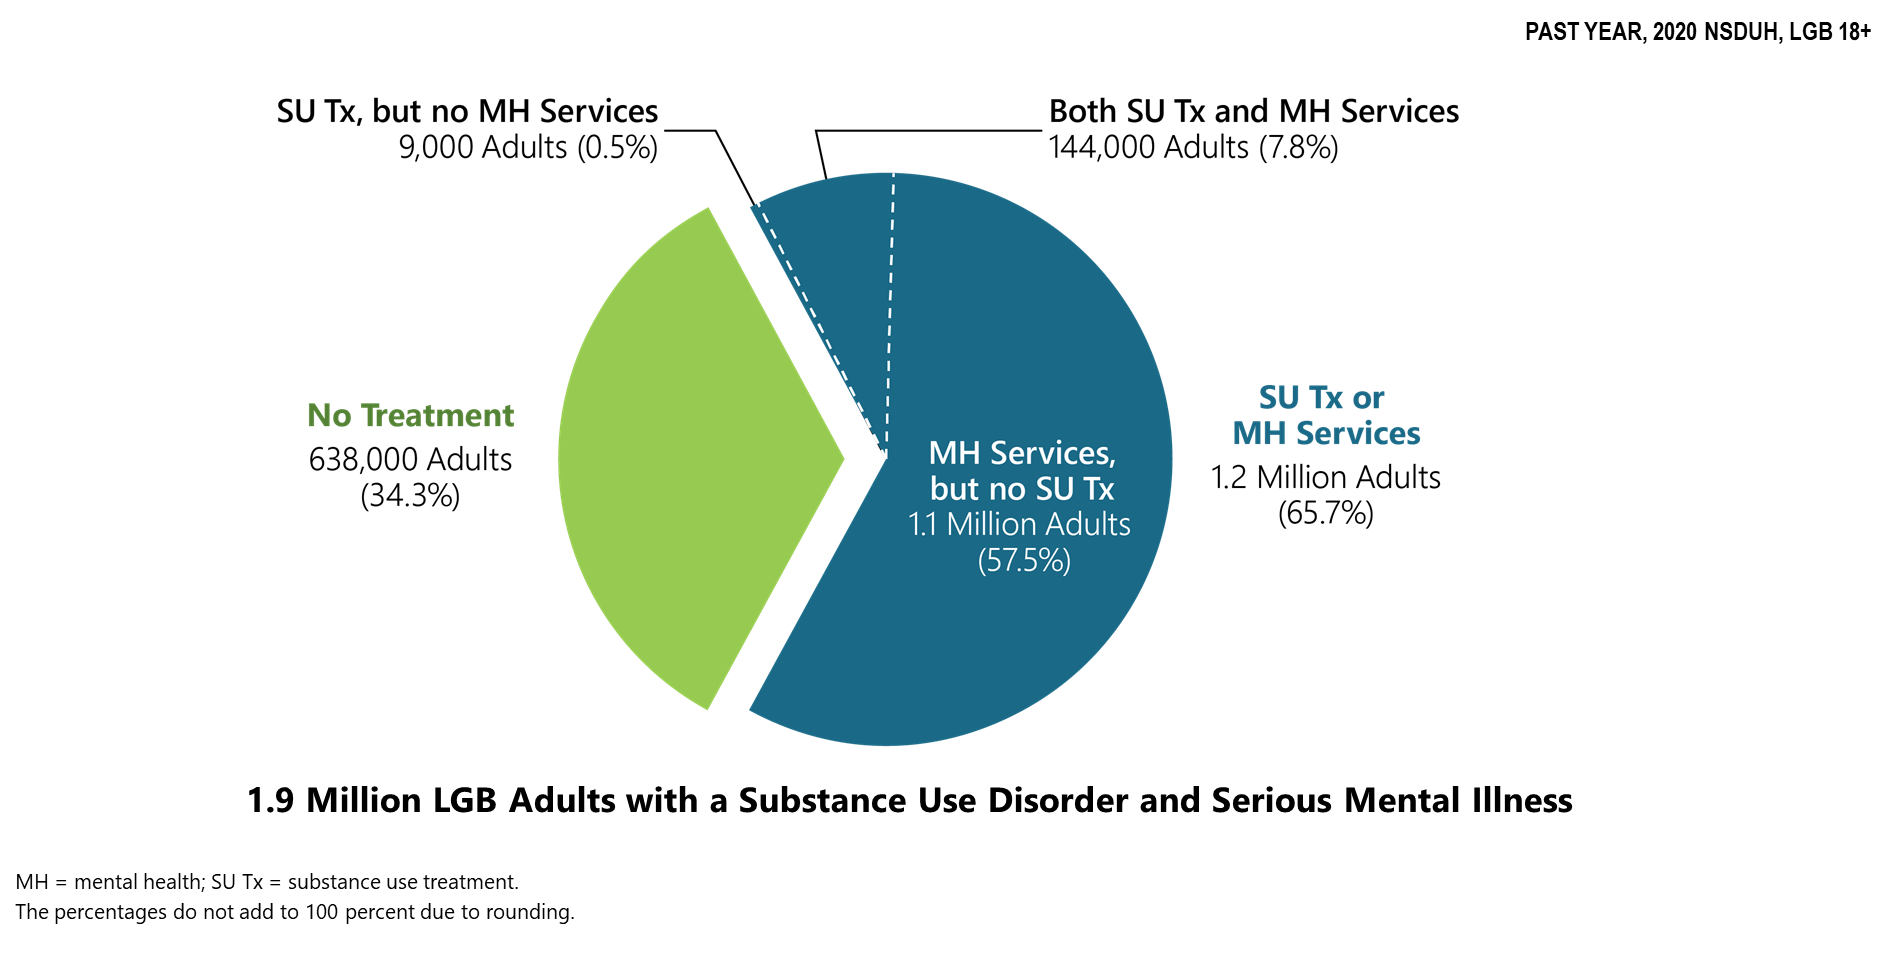 PAST YEAR, 2020 NSDUH, LGB 18+
SU Tx, but no MH Services
9,000 Adults (0.5%)
Both SU Tx and MH Services
144,000 Adults (7.8%)
No Treatment
638,000 Adults
(34.3%)
MH Services,
but no SU Tx
1.1 Million Adults
(57.5%)
SU Tx or
MH Services
1.2 Million Adults
(65.7%)
1.9 Million LGB Adults with a Substance Use Disorder and Serious Mental Illness
MH = mental health; SU Tx = substance use treatment.
The percentages do not add to 100 percent due to rounding.